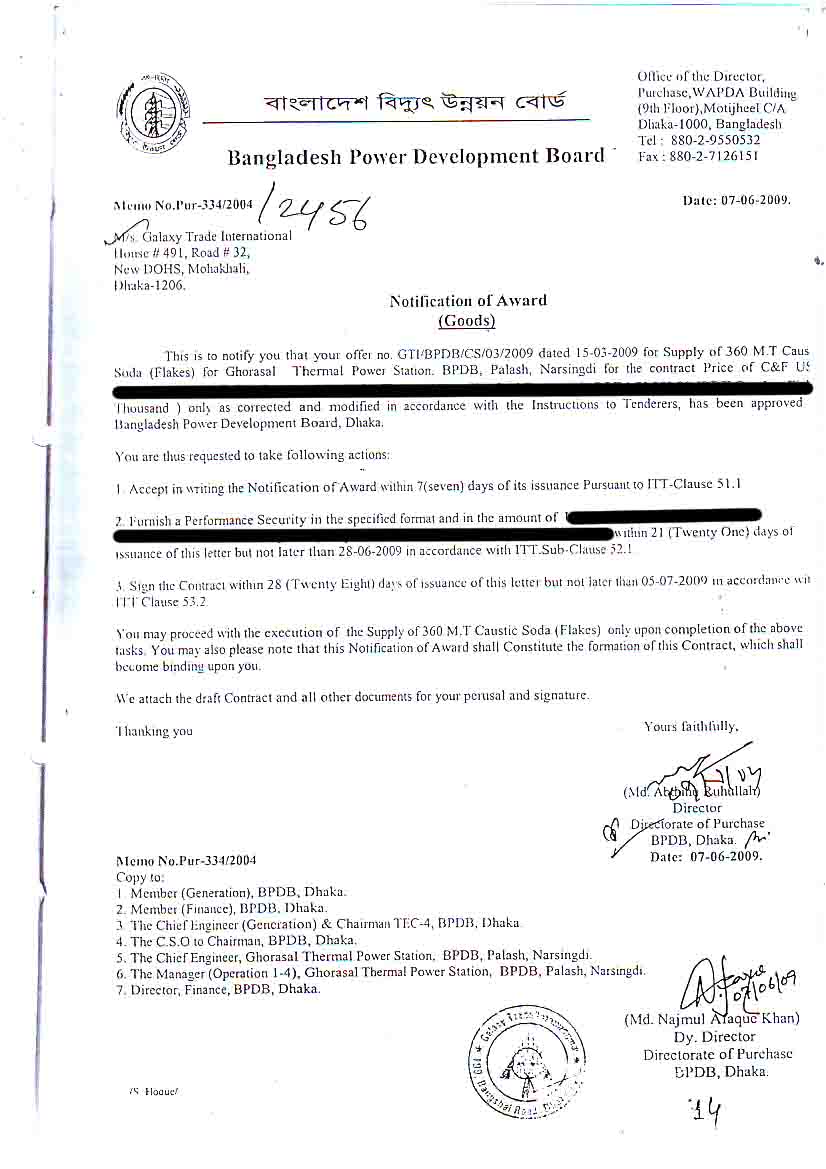 বাংলাদেশ বিদ্যুৎ উন্নয়ন বোর্ড
Bangladesh Power Development Board
Office of the Director,
Purchase,WAPDA Building
(9th Floor),Motijheel C/A
Dhaka-1000, Bangladesh
Tel : 880-2-9550532
Fax : 880-2-7126151
Memo No.Pur-334/2004 /2456
Date: 07-06-2009.
M/s. Galaxy Trade International
House # 491, Road # 32,
New DOHS, Mohakhali,
Dhaka-1206.
Notification of Award
(Goods)
This is to notify you that your offer no. GTI/BPDB/CS/03/2009 dated 15-03-2009 for Supply of 360 M.T Caus
Soda (Flakes) for Ghorasal Thermal Power Station. BPDB, Palash, Narsingdi for the contract Price of C&F US
Thousand ) only as corrected and modified in accordance with the Instructions to Tenderers, has been approved
Bangladesh Power Development Board, Dhaka.
You are thus requested to take following actions:
1. Accept in writing the Notification of Award within 7(seven) days of its issuance Pursuant to ITT-Clause 51.1
2. Furnish a Performance Security in the specified format and in the amount of
within 21 (Twenty One) days of
issuance of this letter but not later than 28-06-2009 in accordance with ITT.Sub-Clause 52.1
3. Sign the Contract within 28 (Twenty Eight) days of issuance of this letter but not later than 05-07-2009 in accordance wit
ITT Clause 53.2
You may proceed with the execution of the Supply of 360 M.T Caustic Soda (Flakes) only upon completion of the above
tasks. You may also please note that this Notification of Award shall Constitute the formation of this Contract, which shall
become binding upon you.
We attach the draft Contract and all other documents for your perusal and signature.
Thanking you
Yours faithfully,
(Md. Ruhullah)
Director
Directorate of Purchase
BPDB, Dhaka.
Date: 07-06-2009.
Memo No.Pur-334/2004
Copy to:
1. Member (Generation), BPDB, Dhaka.
2. Member (Finance), BPDB, Dhaka.
3. The Chief Engineer (Generation) & Chairman TEC-4, BPDB, Dhaka.
4. The C.S.O to Chairman, BPDB, Dhaka.
5. The Chief Engineer, Ghorasal Thermal Power Station, BPDB, Palash, Narsingdi.
6. The Manager (Operation 1-4), Ghorasal Thermal Power Station, BPDB, Palash, Narsingdi.
7. Director, Finance, BPDB, Dhaka.
07/06/09
(Md. Najmul Afaque Khan)
Dy. Director
Directorate of Purchase
BPDB, Dhaka.
/S. Hoque/
14